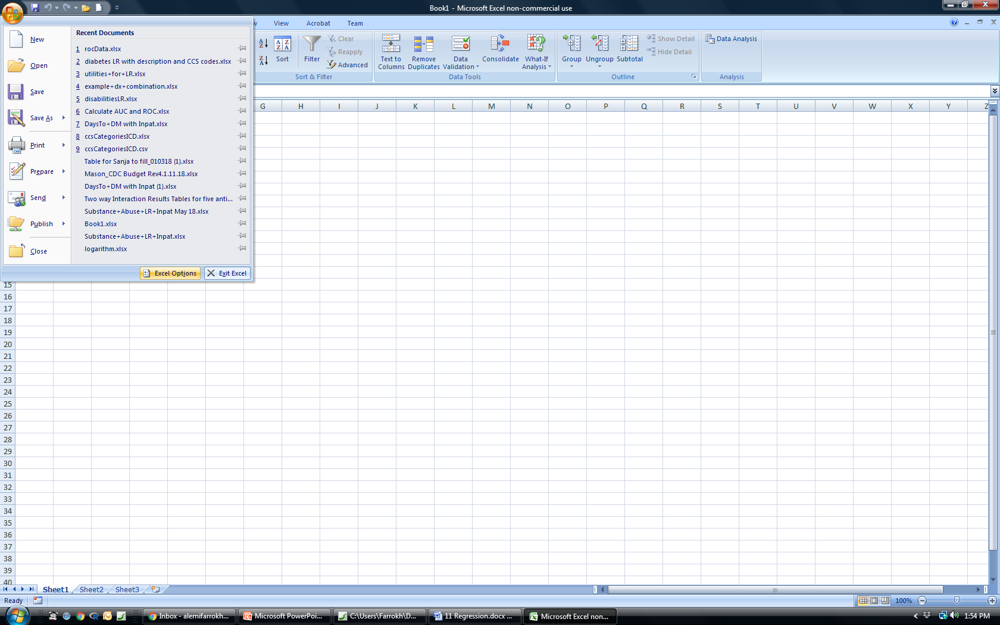 Book1 - Microsoft Excel non-commercial use
View Acrobat Team
New
Open
Save
Save As
Print
Prepare
Send
Publish
Close
Recent Documents
1 rocData.xlsx
2 diabetes LR with description and CCS codes.xlsx
3 utilities+for+LR.xlsx
4 example+dx+combination.xlsx
5 disabilitiesLR.xlsx
6 Calculate AUC and ROC.xlsx
7 DaysTo+DM with Inpat.xlsx
8 ccsCategoriesICD.xlsx
9 ccsCategoriesICD.csv
Table for Sanja to fill_010318 (1).xlsx
Mason_CDC Budget Rev4.1.11.18.xlsx
DaysTo+DM with Inpat (1).xlsx
Two way Interaction Results Tables for five anti...
Substance+Abuse+LR+Inpat May 18.xlsx
Book1.xlsx
Substance+Abuse+LR+Inpat.xlsx
logarithm.xlsx
Excel Options
Exit Excel
Sort
Filter
Clear
Reapply
Advanced
Sort & Filter
Text to Columns
Remove Duplicates
Data Validation
Consolidate
What-If Analysis
Data Tools
Group
Ungroup
Subtotal
Show Detail
Hide Detail
Outline
Data Analysis
Analysis
G H I J K L M N O P Q R S T U V W X Y Z
15
16
17
18
19
20
21
22
23
24
25
26
27
28
29
30
31
32
33
34
35
36
37
38
39
40
Sheet1 Sheet2 Sheet3
Ready
100%
Inbox - alemifarrokh...
Microsoft PowerPoi...
C:\Users\Farrokh\D...
11 Regression.docx ...
Microsoft Excel non...
1:54 PM